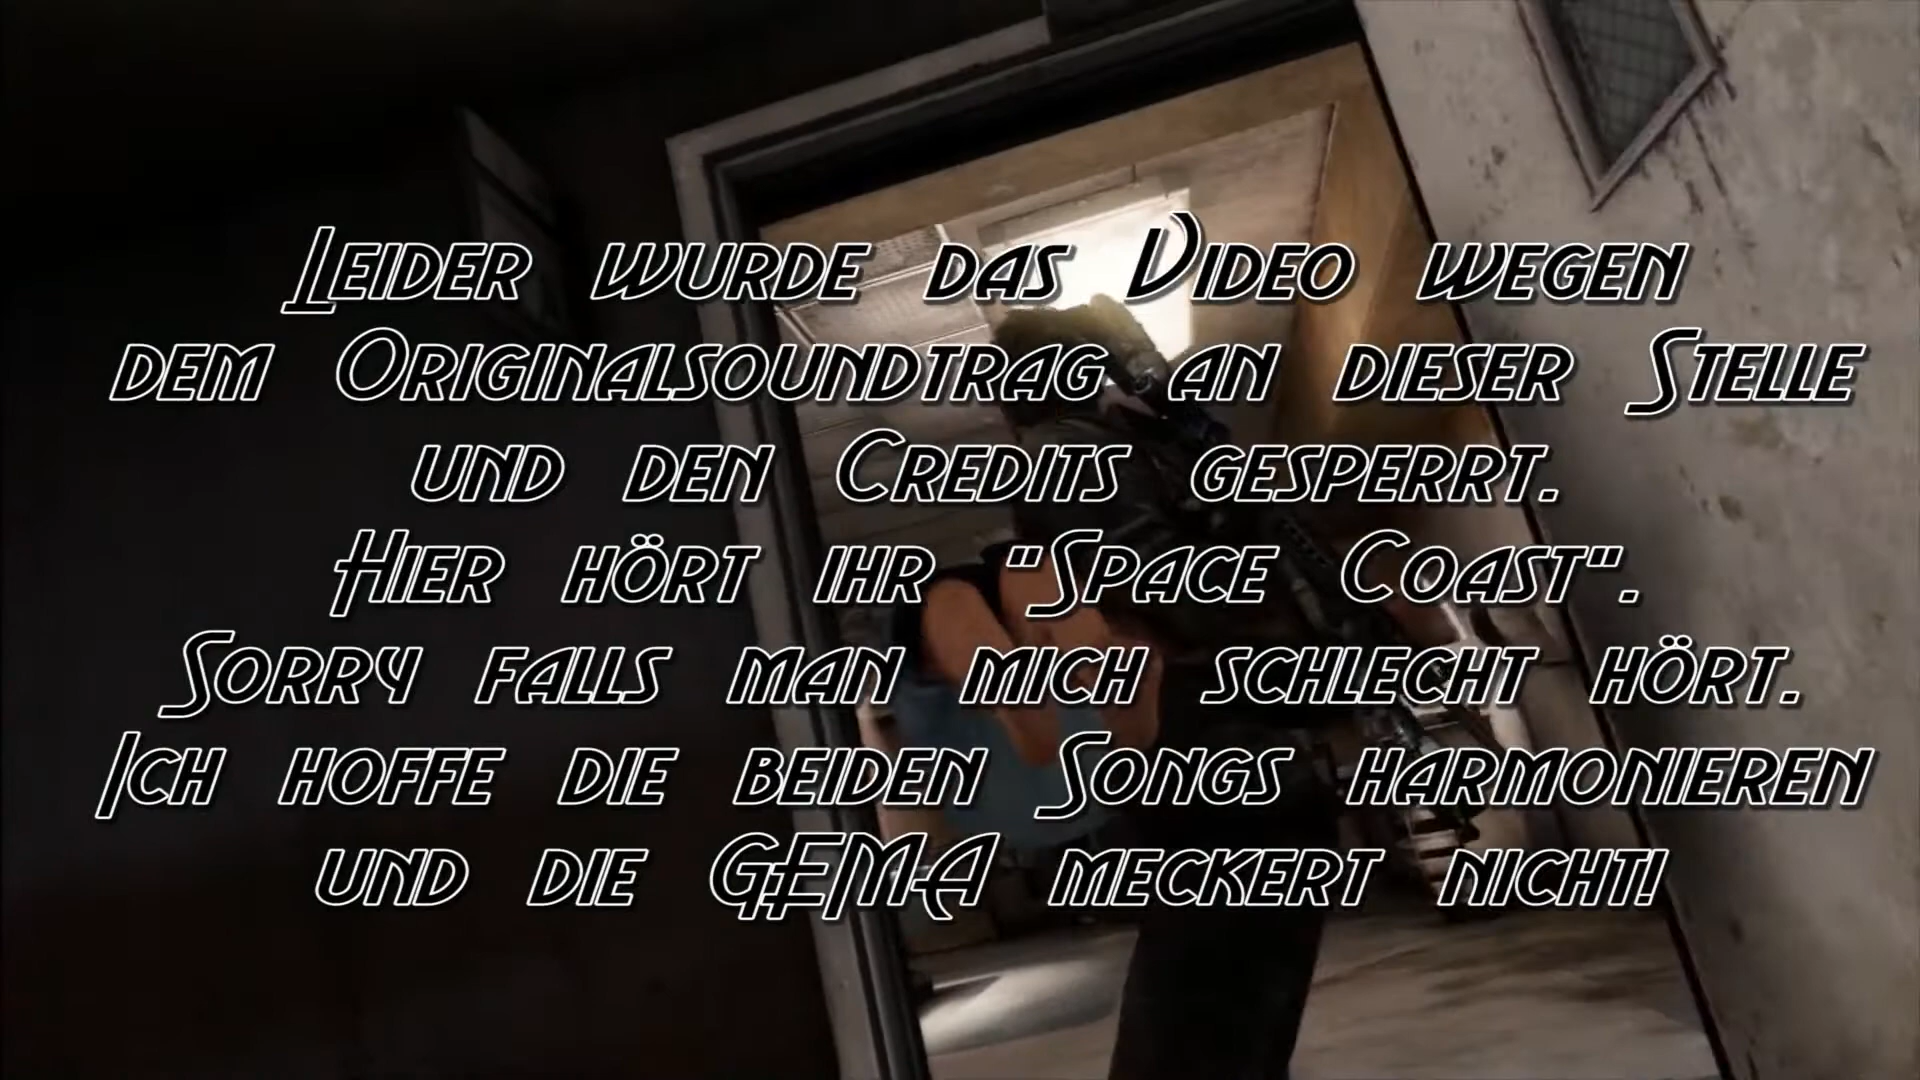 Leider wurde das Video wegen
dem Originalsoundtrag an dieser Stelle
und den Credits gesperrt.
Hier hört ihr "Space Coast".
Sorry falls man mich schlecht hört.
Ich hoffe die beiden Songs harmonieren
und die GEMA meckert nicht!